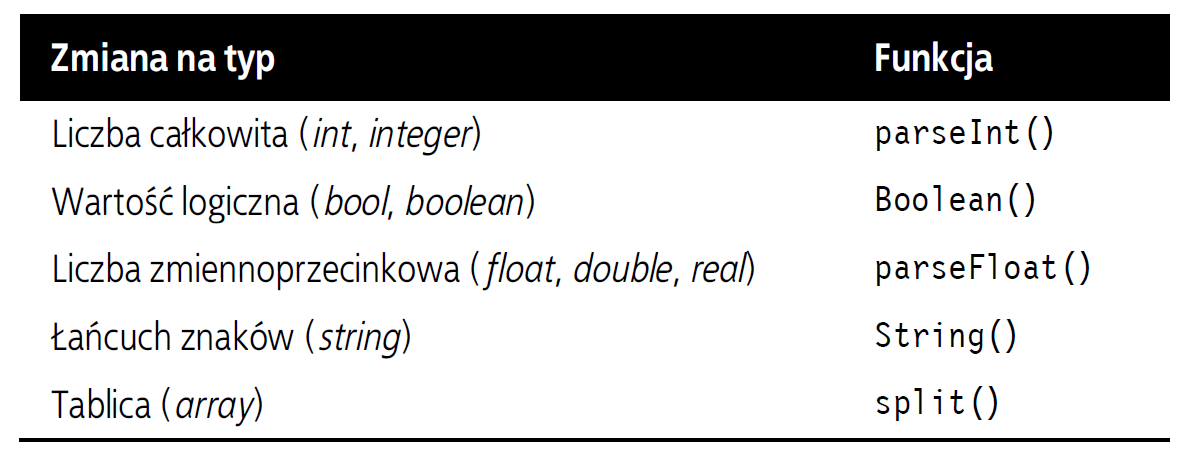 Zmiana na typ Funkcja
Liczba całkowita (int, integer) parseInt()
Wartość logiczna (bool, boolean) Boolean()
Liczba zmiennoprzecinkowa (float, double, real) parseFloat()
Łańcuch znaków (string) String()
Tablica (array) split()